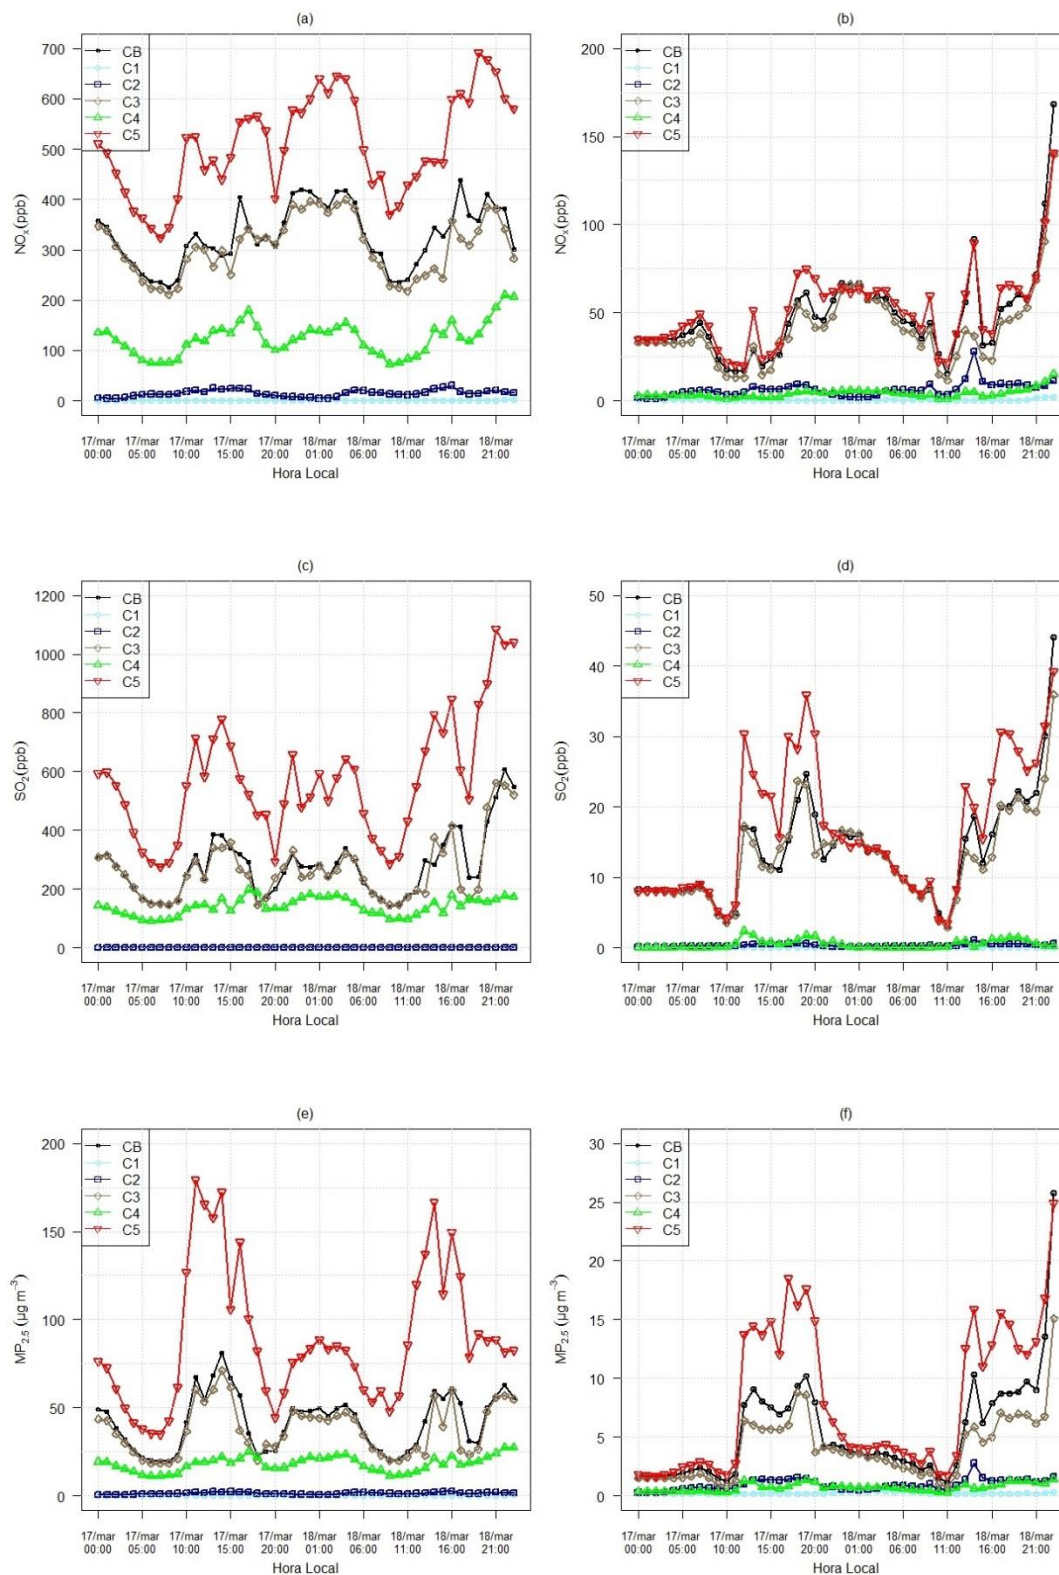 (a)
NOx(ppb)
700
600
500
400
300
200
100
0
CB
C1
C2
C3
C4
C5
17/mar 17/mar 17/mar 17/mar 17/mar 18/mar 18/mar 18/mar 18/mar 18/mar
00:00 05:00 10:00 15:00 20:00 01:00 06:00 11:00 16:00 21:00
Hora Local
(b)
NOx(ppb)
200
150
100
50
0
CB
C1
C2
C3
C4
C5
17/mar 17/mar 17/mar 17/mar 17/mar 18/mar 18/mar 18/mar 18/mar 18/mar
00:00 05:00 10:00 15:00 20:00 01:00 06:00 11:00 16:00 21:00
Hora Local
(c)
SO2(ppb)
1200
1000
800
600
400
200
0
CB
C1
C2
C3
C4
C5
17/mar 17/mar 17/mar 17/mar 17/mar 18/mar 18/mar 18/mar 18/mar 18/mar
00:00 05:00 10:00 15:00 20:00 01:00 06:00 11:00 16:00 21:00
Hora Local
(d)
SO2(ppb)
50
40
30
20
10
0
CB
C1
C2
C3
C4
C5
17/mar 17/mar 17/mar 17/mar 17/mar 18/mar 18/mar 18/mar 18/mar 18/mar
00:00 05:00 10:00 15:00 20:00 01:00 06:00 11:00 16:00 21:00
Hora Local
(e)
MP2.5 (µg m−3)
200
150
100
50
0
CB
C1
C2
C3
C4
C5
17/mar 17/mar 17/mar 17/mar 17/mar 18/mar 18/mar 18/mar 18/mar 18/mar
00:00 05:00 10:00 15:00 20:00 01:00 06:00 11:00 16:00 21:00
Hora Local
(f)
MP2.5 (µg m−3)
30
25
20
15
10
5
0
CB
C1
C2
C3
C4
C5
17/mar 17/mar 17/mar 17/mar 17/mar 18/mar 18/mar 18/mar 18/mar 18/mar
00:00 05:00 10:00 15:00 20:00 01:00 06:00 11:00 16:00 21:00
Hora Local